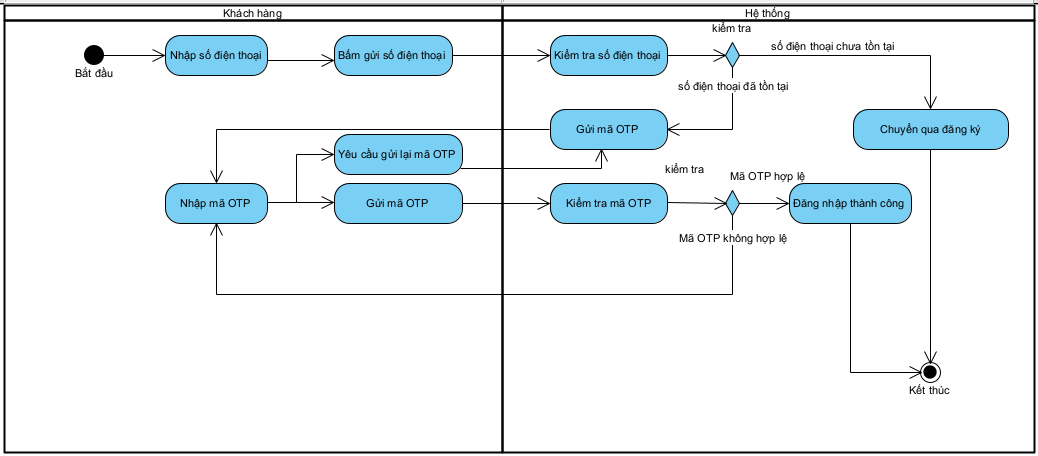 Khách hàng
Hệ thống
Bắt đầu
Nhập số điện thoại
Bấm gửi số điện thoại
Kiểm tra số điện thoại
kiểm tra
số điện thoại chưa tồn tại
số điện thoại đã tồn tại
Gửi mã OTP
Chuyển qua đăng ký
Yêu cầu gửi lại mã OTP
kiểm tra
Mã OTP hợp lệ
Nhập mã OTP
Gửi mã OTP
Kiểm tra mã OTP
Đăng nhập thành công
Mã OTP không hợp lệ
Kết thúc